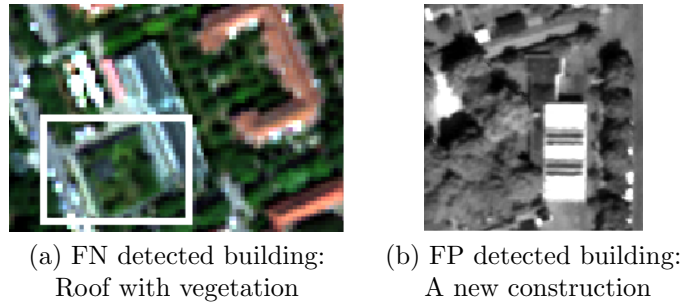 (a) FN detected building:
Roof with vegetation
(b) FP detected building:
A new construction